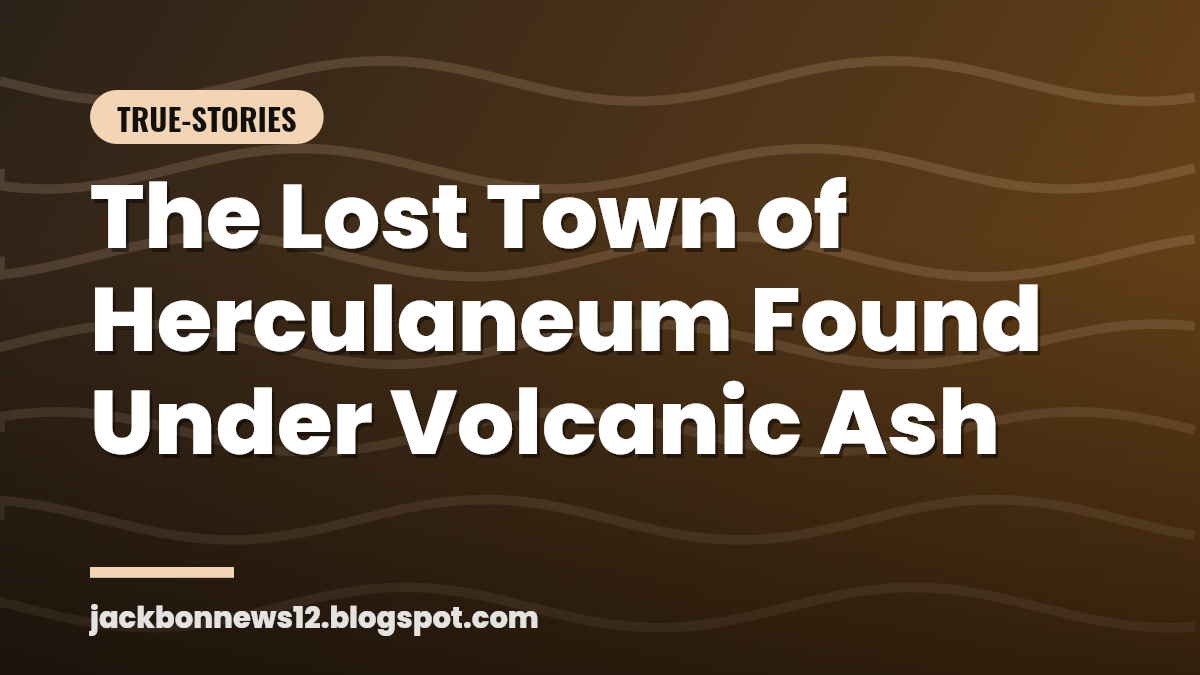 TRUE-STORIES
The Lost Town of
Herculaneum Found
Under Volcanic Ash
jackbonnews12.blogspot.com